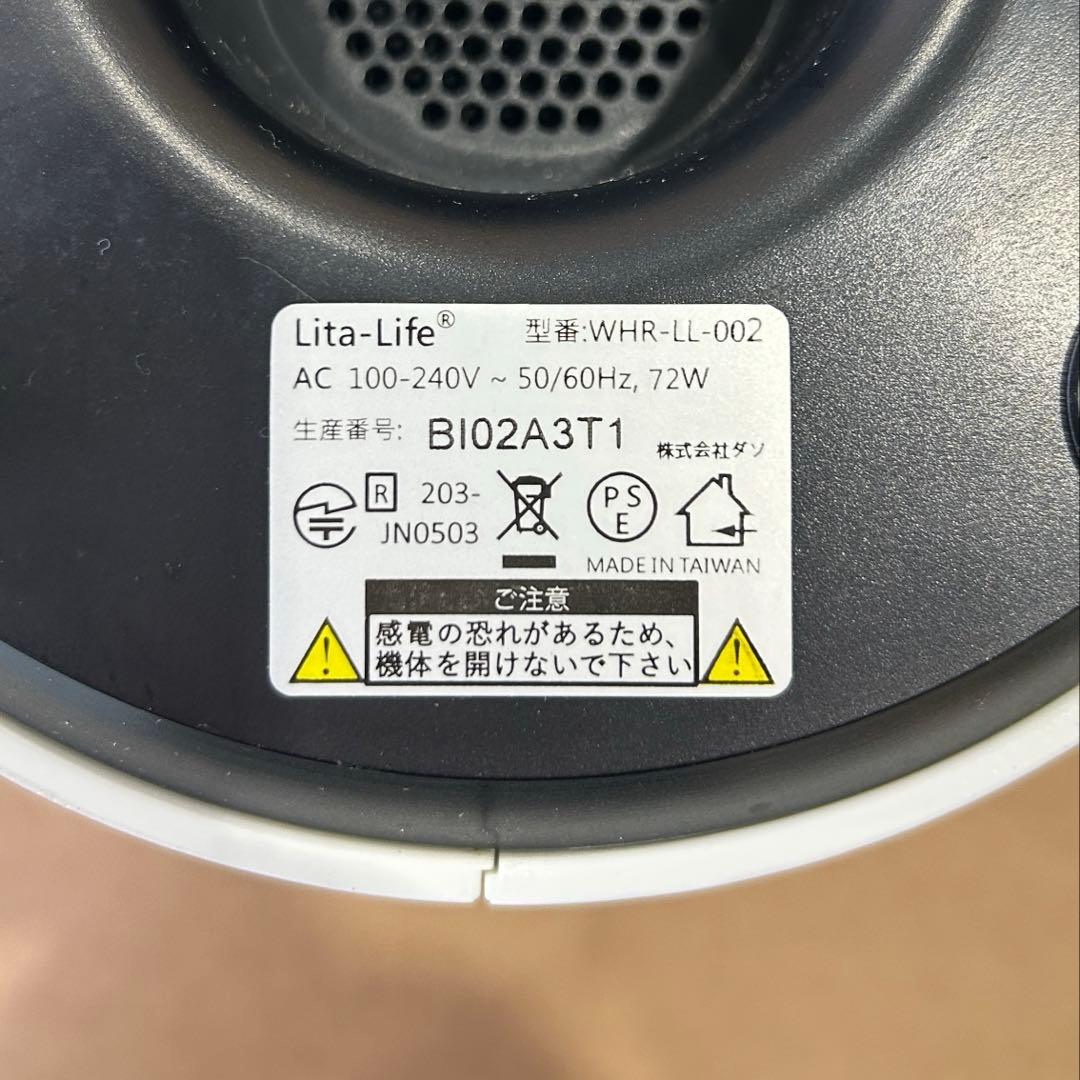 Lita-Life® 型番:WHR-LL-002
AC 100-240V ~ 50/60Hz, 72W
生産番号: BI02A3T1
株式会社ダソ
R 203-
JN0503
PSE
MADE IN TAIWAN
ご注意
感電の恐れがあるため、
機体を開けないで下さい